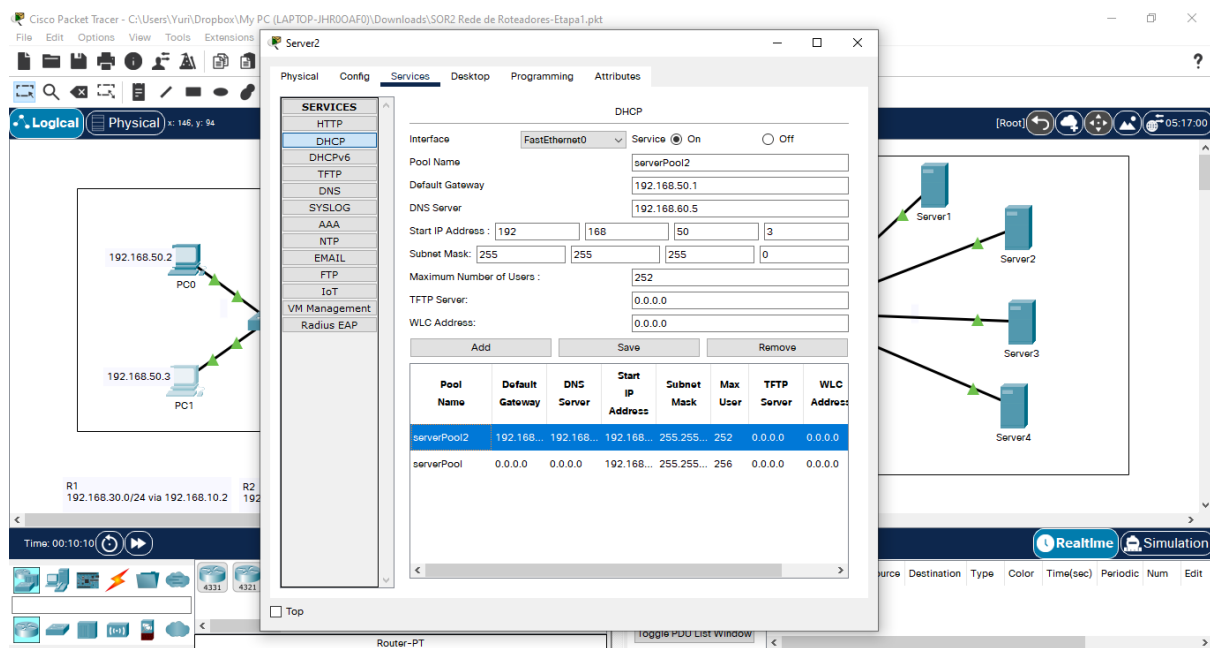 Cisco Packet Tracer - C:\Users\Yuri\Dropbox\My PC (LAPTOP-JHR0OAF0)\Downloads\SOR2 Rede de Roteadores-Etapa1.pkt
File Edit Options View Tools Extensions
Server2
?
Physical Config Services Desktop Programming Attributes
Logical Physical x: 146, y: 94
[Root] 05:17:00
SERVICES
HTTP
DHCP
DHCPv6
TFTP
DNS
SYSLOG
AAA
NTP
EMAIL
FTP
IoT
VM Management
Radius EAP
DHCP
Interface FastEthernet0 Service On Off
Pool Name serverPool2
Default Gateway 192.168.50.1
DNS Server 192.168.60.5
Start IP Address : 192 168 50 3
Subnet Mask: 255 255 255 0
Maximum Number of Users : 252
TFTP Server: 0.0.0.0
WLC Address: 0.0.0.0
Add Save Remove
Pool Name Default Gateway DNS Server Start IP Address Subnet Mask Max User TFTP Server WLC Address
serverPool2 192.168... 192.168... 192.168... 255.255... 252 0.0.0.0 0.0.0.0
serverPool 0.0.0.0 0.0.0.0 192.168... 255.255... 256 0.0.0.0 0.0.0.0
Top
192.168.50.2
PC0
192.168.50.3
PC1
R1
192.168.30.0/24 via 192.168.10.2
R2
192
Server1
Server2
Server3
Server4
Time: 00:10:10
Realtime Simulation
4331 4321
Destination Type Color Time(sec) Periodic Num Edit
Toggle PDU List Window
Router-PT